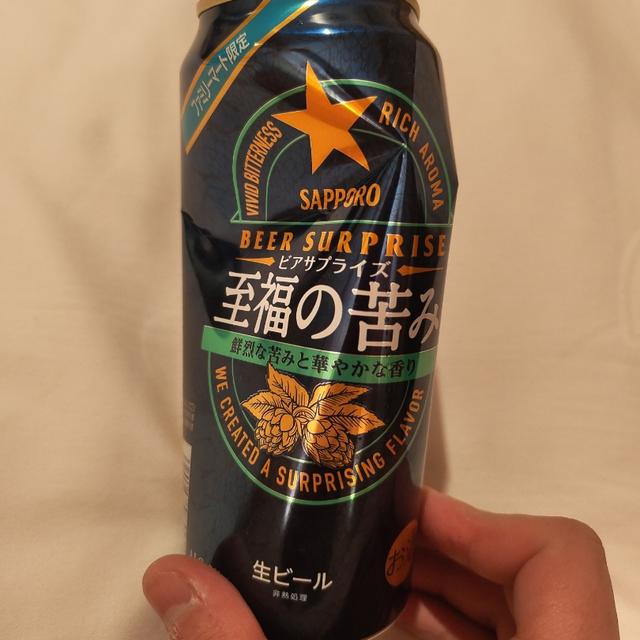 ファミリーマート限定
VIVID BITTERNESS
RICH AROMA
SAPPORO
BEER SURPRISE
ビアサプライズ
至福の苦み
鮮烈な苦みと華やかな香り
WE CREATED A SURPRISING FLAVOR
生ビール
非熱処理